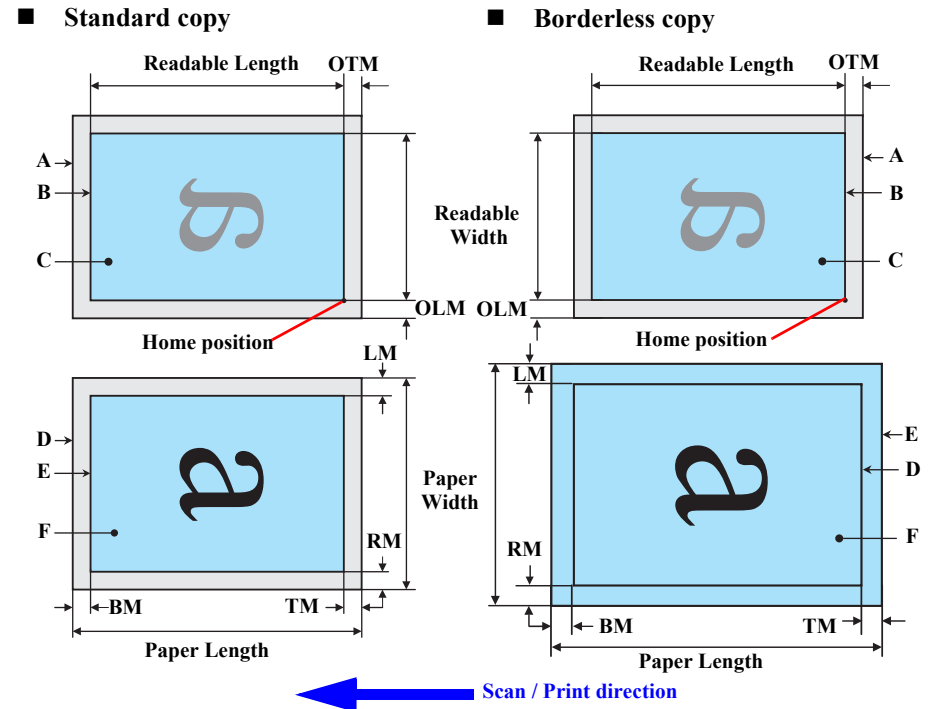 ■ Standard copy
Readable Length OTM
A
B
C
Readable
Width
OLM
Home position
LM
D
E
F
Paper
Width
RM
BM TM
Paper Length
■ Borderless copy
Readable Length OTM
A
B
C
OLM
Home position
LM
E
D
F
RM
BM TM
Paper Length
a
a
a
a
Scan / Print direction